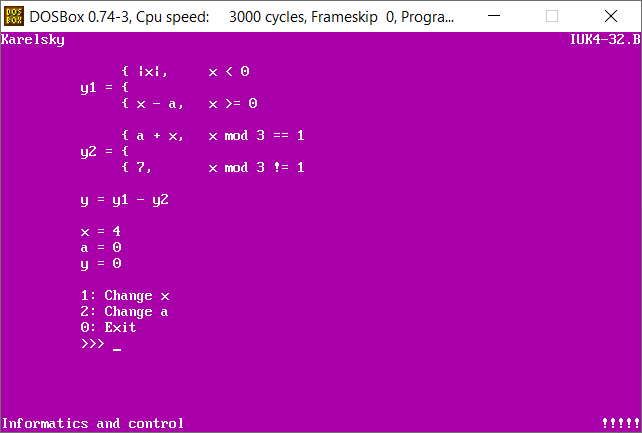 DOS BOX DOSBox 0.74-3, Cpu speed: 3000 cycles, Frameskip 0, Progra...
Karelsky IUK4-32.B
{ |x|, x < 0
y1 = {
{ x - a, x >= 0
{ a + x, x mod 3 == 1
y2 = {
{ 7, x mod 3 != 1
y = y1 - y2
x = 4
a = 0
y = 0
1: Change x
2: Change a
0: Exit
>>> _
Informatics and control !!!!!